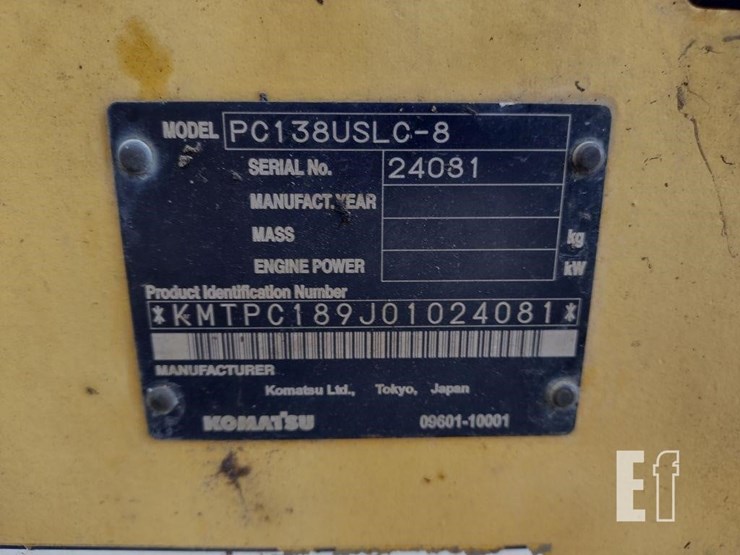 MODEL PC138USLC-8
SERIAL No. 24081
MANUFACT. YEAR
MASS kg
ENGINE POWER kW
Product Identification Number
*KMTPC189J01024081*
MANUFACTURER
Komatsu Ltd., Tokyo, Japan
KOMATSU 09601-10001
Ef